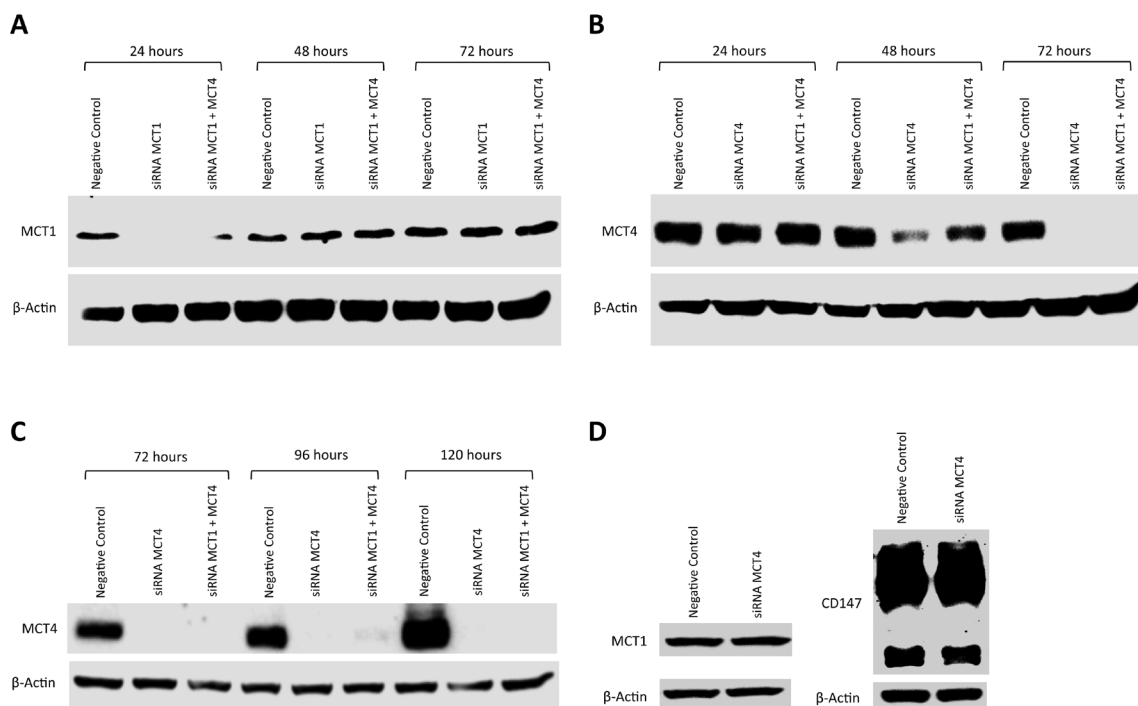 A
24 hours
48 hours
72 hours
Negative Control
siRNA MCT1
siRNA MCT1 + MCT4
Negative Control
siRNA MCT1
siRNA MCT1 + MCT4
Negative Control
siRNA MCT1
siRNA MCT1 + MCT4
MCT1
β-Actin
B
24 hours
48 hours
72 hours
Negative Control
siRNA MCT4
siRNA MCT1 + MCT4
Negative Control
siRNA MCT4
siRNA MCT1 + MCT4
Negative Control
siRNA MCT4
siRNA MCT1 + MCT4
MCT4
β-Actin
C
72 hours
96 hours
120 hours
Negative Control
siRNA MCT4
siRNA MCT1 + MCT4
Negative Control
siRNA MCT4
siRNA MCT1 + MCT4
Negative Control
siRNA MCT4
siRNA MCT1 + MCT4
MCT4
β-Actin
D
Negative Control
siRNA MCT4
MCT1
β-Actin
Negative Control
siRNA MCT4
CD147
β-Actin